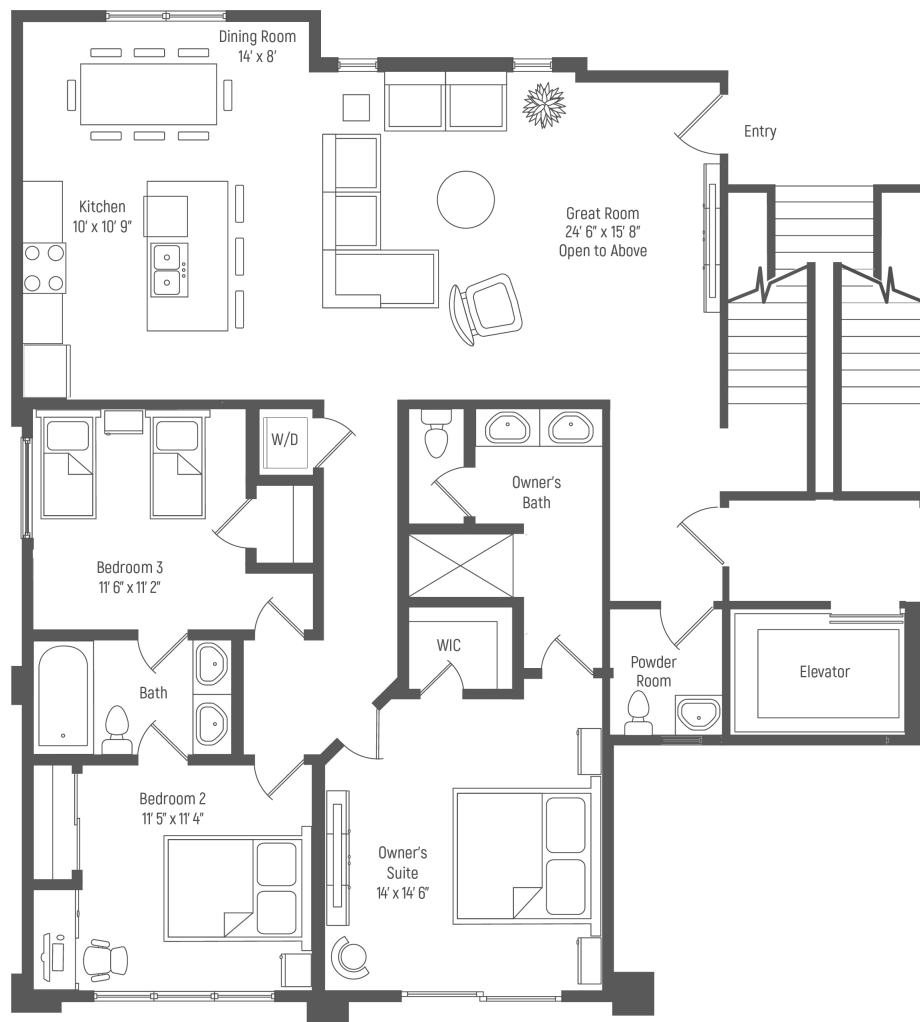 Dining Room
14' x 8'
Entry
Kitchen
10' x 10' 9"
Great Room
24' 6" x 15' 8"
Open to Above
W/D
Owner's
Bath
Bedroom 3
11' 6" x 11' 2"
WIC
Powder
Room
Elevator
Bath
Bedroom 2
11' 5" x 11' 4"
Owner's
Suite
14' x 14' 6"